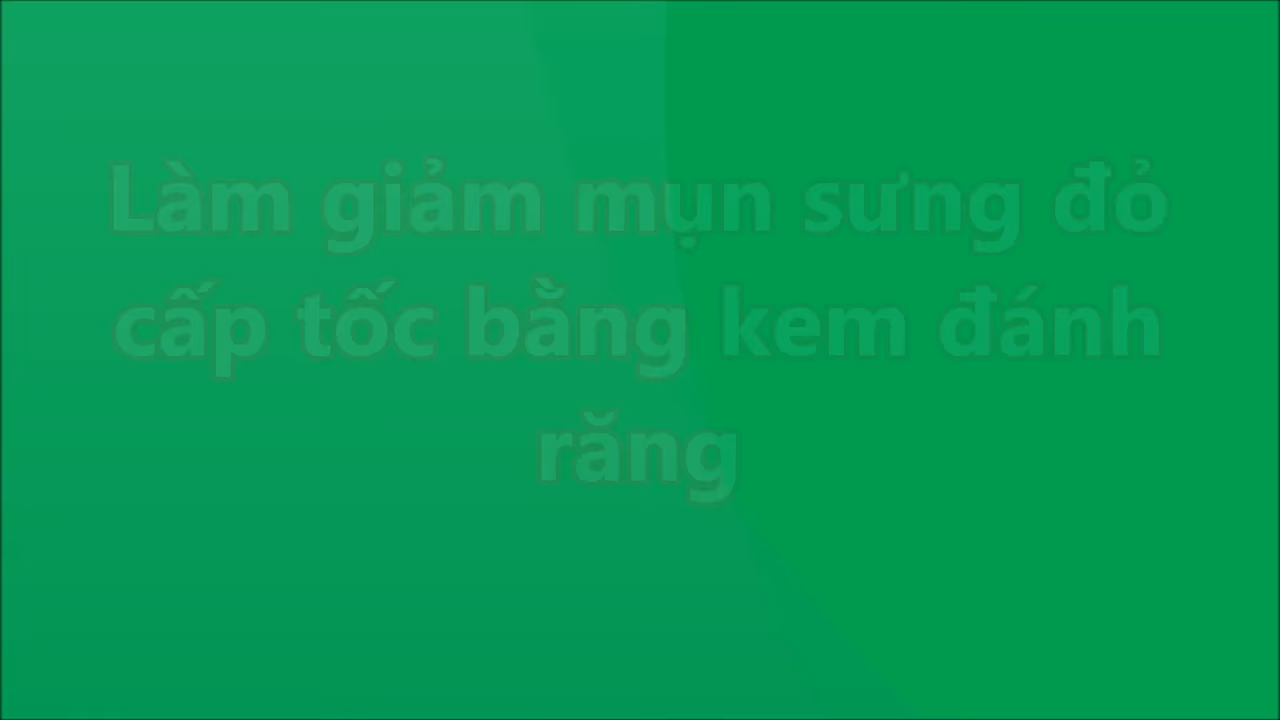 Làm giảm mụn sưng đỏ
cấp tốc bằng kem đánh
răng